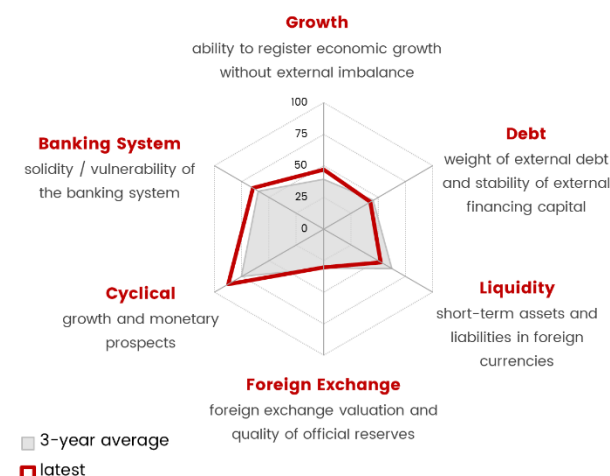 Growth
ability to register economic growth
without external imbalance
100
75
50
25
0
Banking System
solidity / vulnerability of
the banking system
Debt
weight of external debt
and stability of external
financing capital
Cyclical
growth and monetary
prospects
Liquidity
short-term assets and
liabilities in foreign
currencies
Foreign Exchange
foreign exchange valuation and
quality of official reserves
3-year average
latest